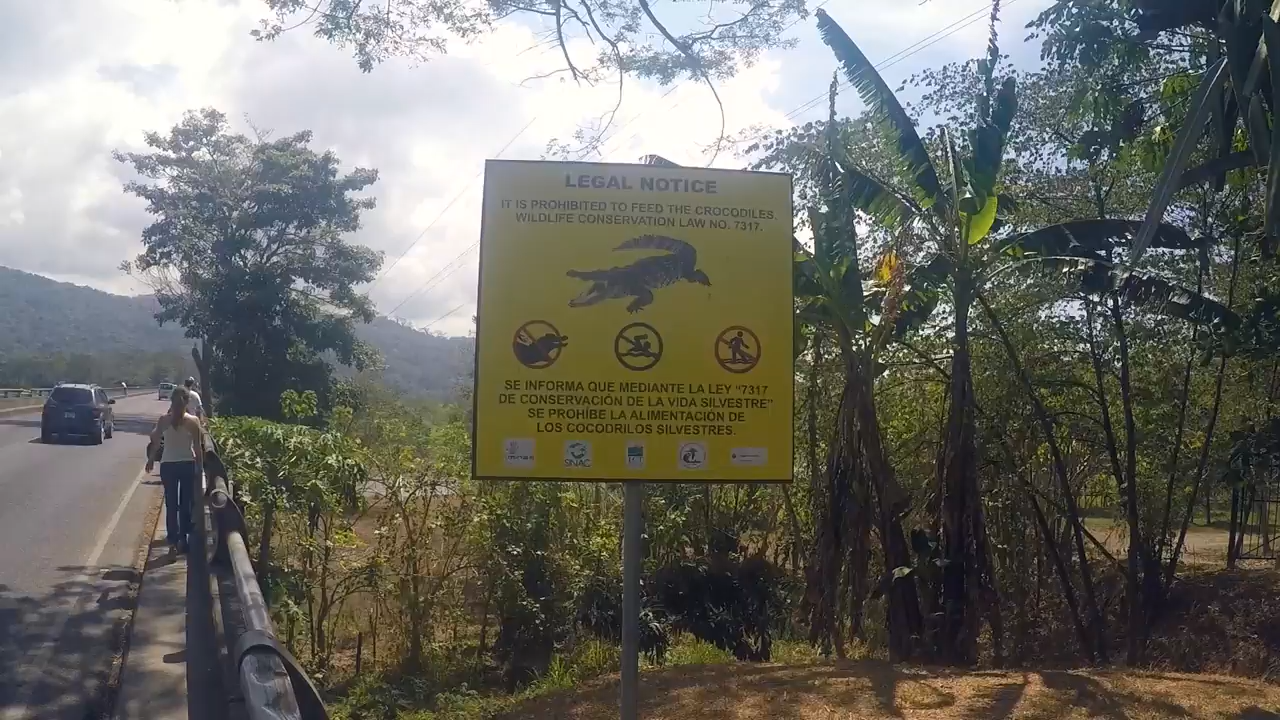 LEGAL NOTICE
IT IS PROHIBITED TO FEED THE CROCODILES.
WILDLIFE CONSERVATION LAW NO. 7317.
SE INFORMA QUE MEDIANTE LA LEY "7317
DE CONSERVACIÓN DE LA VIDA SILVESTRE"
SE PROHÍBE LA ALIMENTACIÓN DE
LOS COCODRILOS SILVESTRES.
SINAC